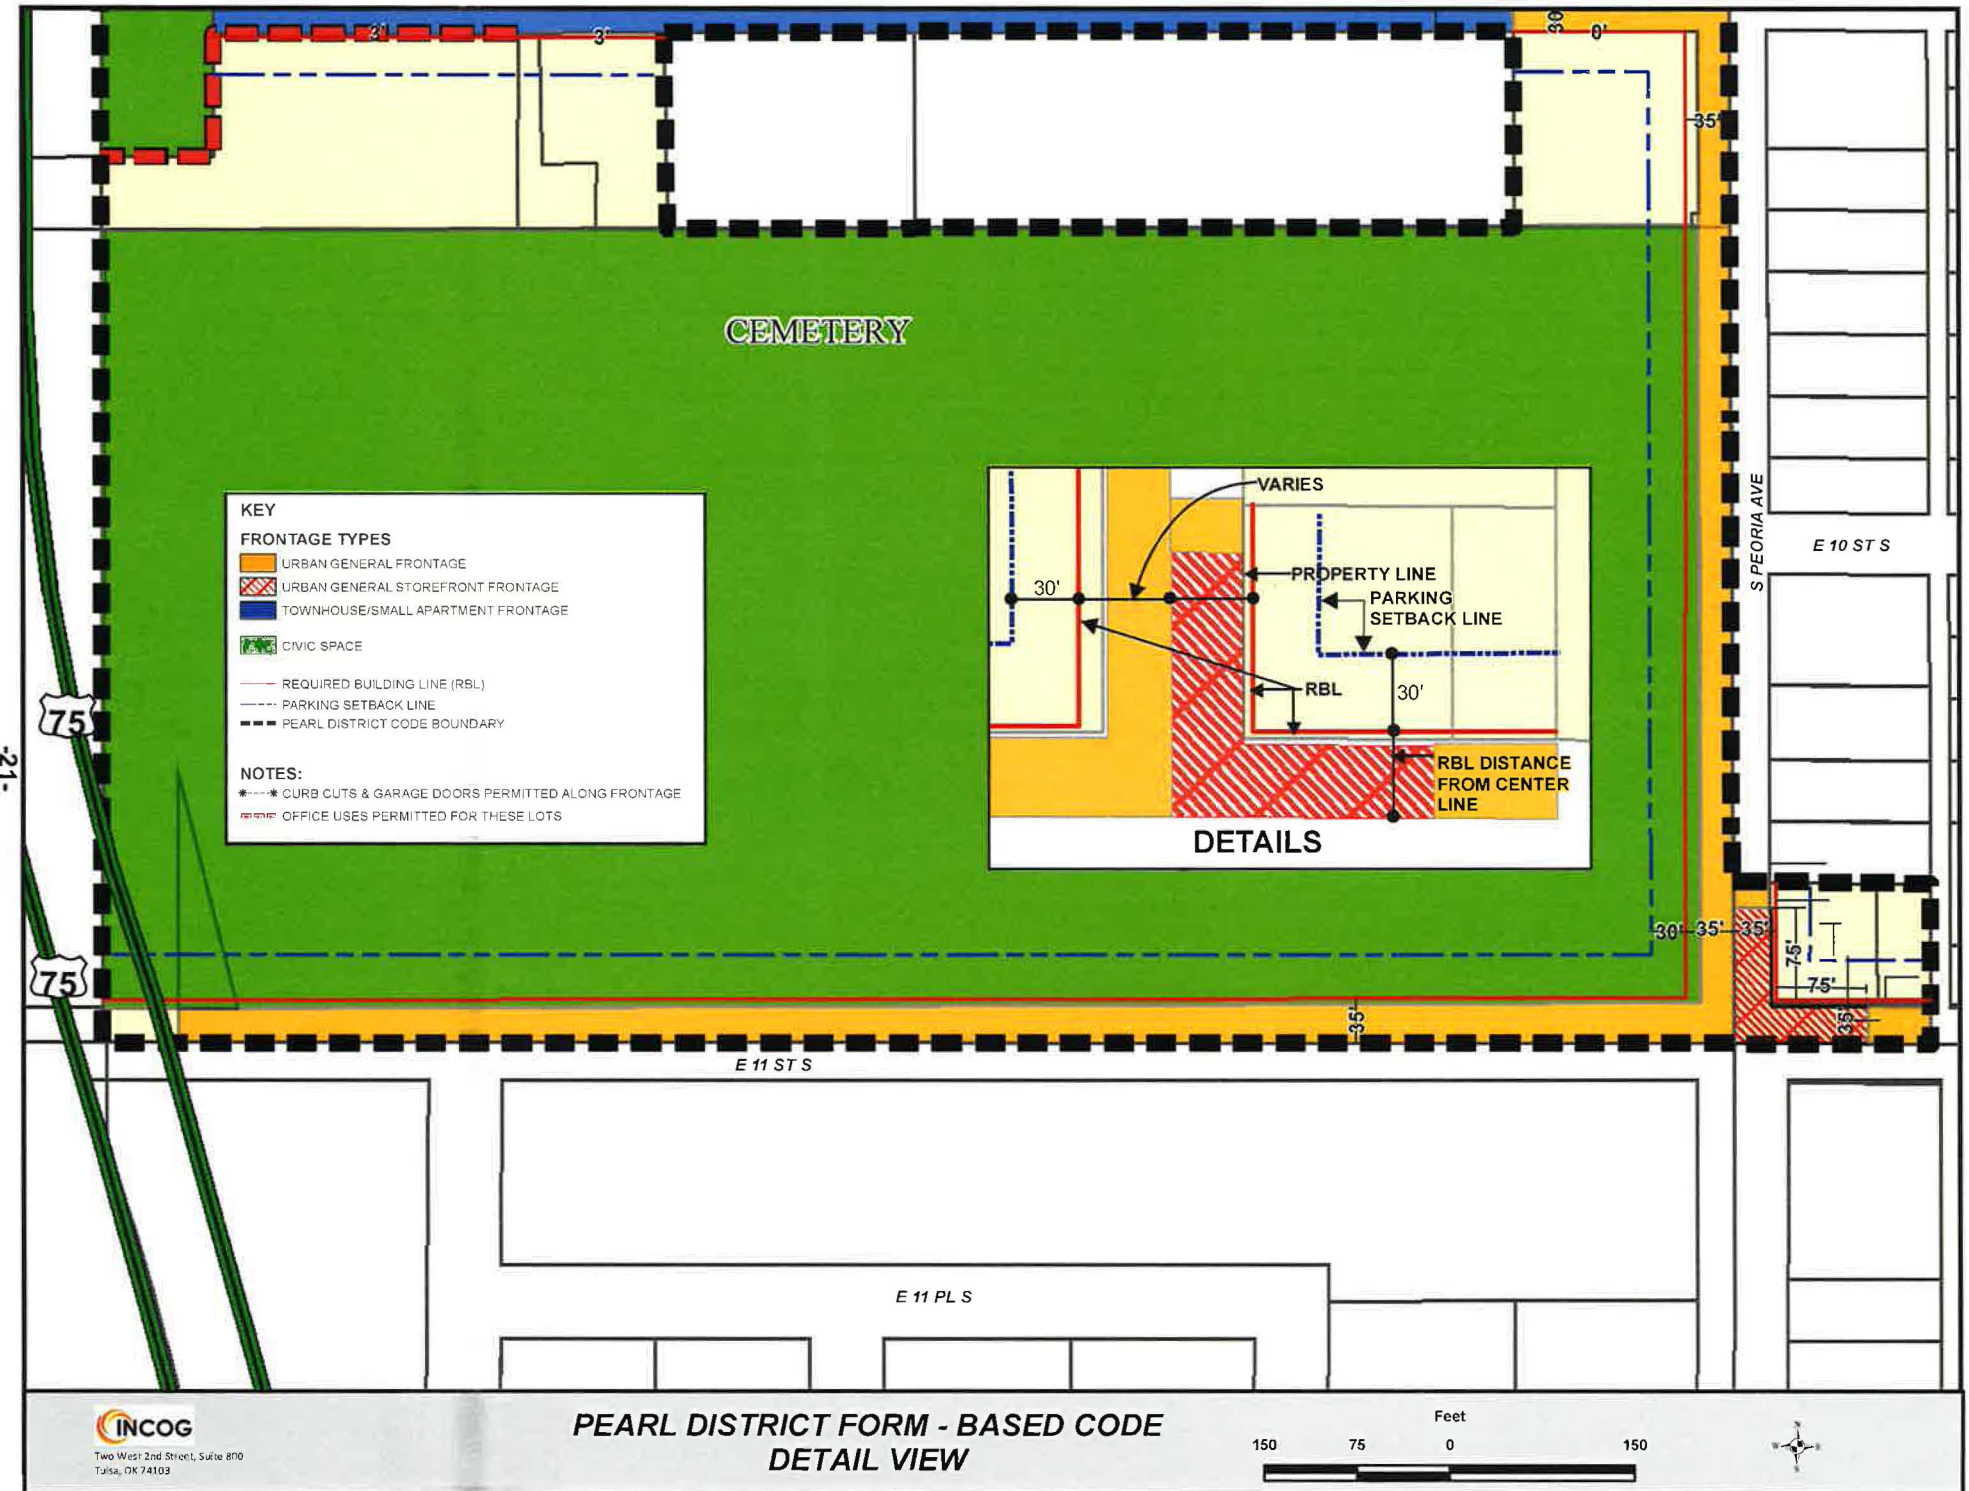 3'
3'
30
0'
35'
CEMETERY
S PEORIA AVE
E 10 ST S
KEY
FRONTAGE TYPES
URBAN GENERAL FRONTAGE
URBAN GENERAL STOREFRONT FRONTAGE
TOWNHOUSE/SMALL APARTMENT FRONTAGE
CIVIC SPACE
REQUIRED BUILDING LINE (RBL)
PARKING SETBACK LINE
PEARL DISTRICT CODE BOUNDARY
NOTES:
CURB CUTS & GARAGE DOORS PERMITTED ALONG FRONTAGE
OFFICE USES PERMITTED FOR THESE LOTS
VARIES
30'
PROPERTY LINE
PARKING
SETBACK LINE
RBL
30'
RBL DISTANCE
FROM CENTER
LINE
DETAILS
75
75
-21-
30'
35'
35'
75'
75'
35'
35'
E 11 ST S
E 11 PL S
INCOG
Two West 2nd Street, Suite 800
Tulsa, OK 74103
PEARL DISTRICT FORM - BASED CODE
DETAIL VIEW
Feet
150 75 0 150
N
W E
S